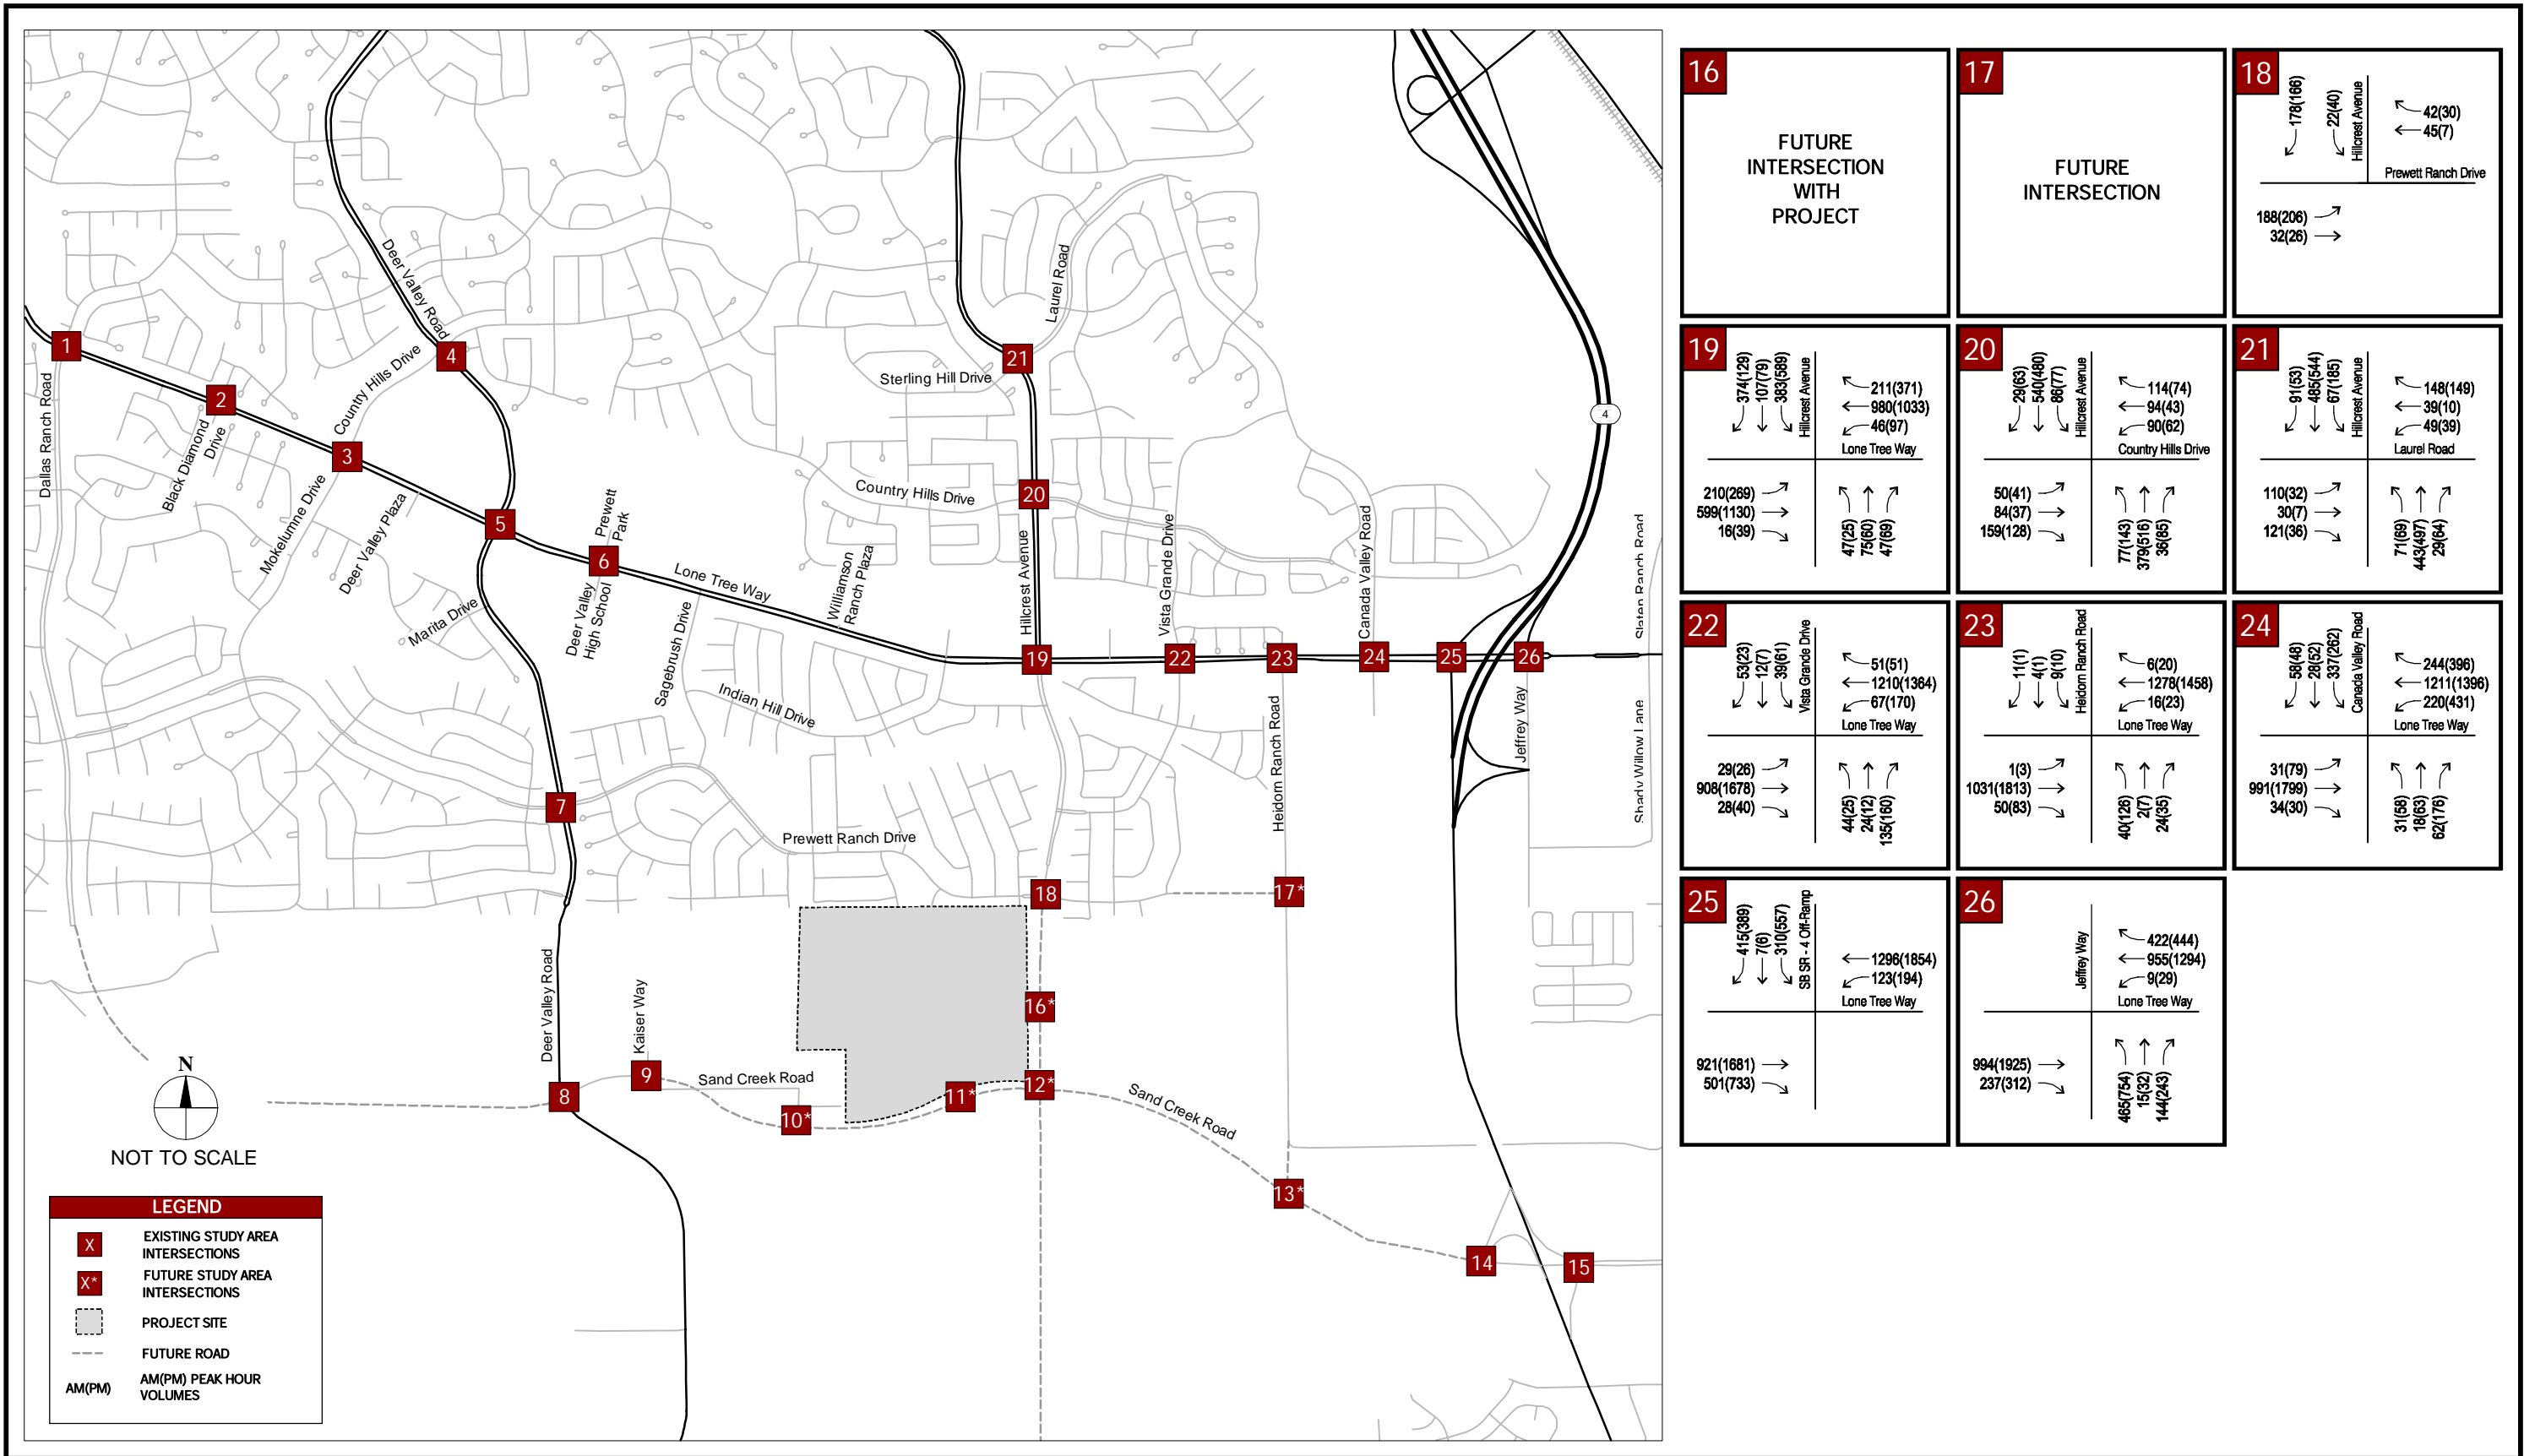 Dallas Ranch Road
1
2
Black Diamond
Drive
3
Country Hills Drive
4
Deer Valley Road
Mokelumne Drive
Deer Valley Plaza
5
Marita Drive
6
Prewett
Park
Deer Valley
High School
Lone Tree Way
Sagebrush Drive
Indian Hill Drive
Williamson
Ranch Plaza
7
Prewett Ranch Drive
Sterling Hill Drive
21
Laurel Road
Country Hills Drive
20
Hillcrest Avenue
19
Vista Grande Drive
22
23
Canada Valley Road
24
25
26
4
Slaten Ranch Road
Heidorn Ranch Road
Jeffrey Way
Shady Willow Lane
18
17*
16*
Deer Valley Road
Kaiser Way
8
9
Sand Creek Road
10*
11*
12*
Sand Creek Road
13*
14
15
N
NOT TO SCALE
LEGEND
X
EXISTING STUDY AREA
INTERSECTIONS
X*
FUTURE STUDY AREA
INTERSECTIONS
PROJECT SITE
FUTURE ROAD
AM(PM)
AM(PM) PEAK HOUR
VOLUMES
16
FUTURE
INTERSECTION
WITH
PROJECT
17
FUTURE
INTERSECTION
18
178(166)
22(40)
Hillcrest Avenue
42(30)
45(7)
Prewett Ranch Drive
188(206)
32(26)
19
374(129)
107(79)
383(589)
Hillcrest Avenue
211(371)
980(1033)
46(97)
Lone Tree Way
210(269)
599(1130)
16(39)
47(25)
75(60)
47(69)
20
29(63)
540(480)
86(77)
Hillcrest Avenue
114(74)
94(43)
90(62)
Country Hills Drive
50(41)
84(37)
159(128)
77(143)
379(516)
36(85)
21
91(53)
485(544)
67(185)
Hillcrest Avenue
148(149)
39(10)
49(39)
Laurel Road
110(32)
30(7)
121(36)
71(69)
443(497)
29(64)
22
53(23)
12(7)
39(61)
Vista Grande Drive
51(51)
1210(1364)
67(170)
Lone Tree Way
29(26)
908(1678)
28(40)
44(25)
24(12)
135(160)
23
11(1)
4(1)
9(10)
Heidorn Ranch Road
6(20)
1278(1458)
16(23)
Lone Tree Way
1(3)
1031(1813)
50(83)
40(126)
2(7)
24(35)
24
58(48)
28(52)
337(262)
Canada Valley Road
244(396)
1211(1396)
220(431)
Lone Tree Way
31(79)
991(1799)
34(30)
31(58)
18(63)
62(176)
25
415(389)
7(6)
310(557)
SB SR - 4 Off-Ramp
1296(1854)
123(194)
Lone Tree Way
921(1681)
501(733)
26
Jeffrey Way
422(444)
955(1294)
9(29)
Lone Tree Way
994(1925)
237(312)
465(754)
15(32)
144(243)